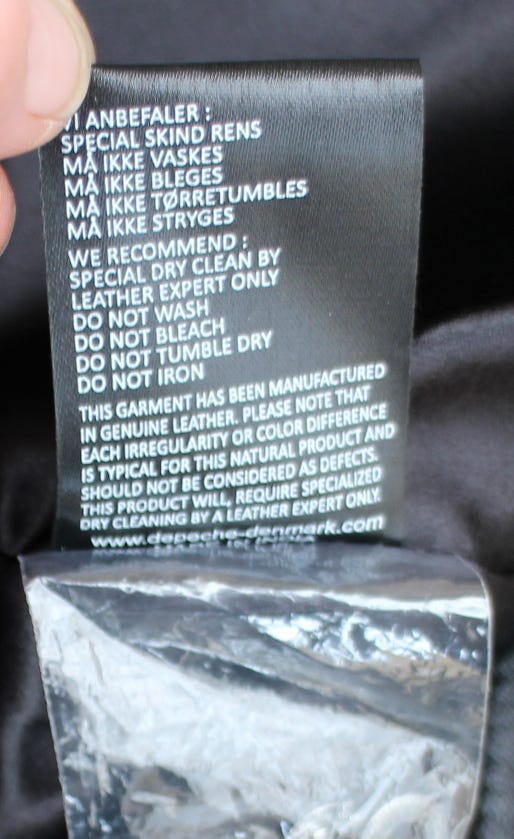 VI ANBEFALER :
SPECIAL SKIND RENS
MÅ IKKE VASKES
MÅ IKKE BLEGES
MÅ IKKE TØRRETUMBLES
MÅ IKKE STRYGES
WE RECOMMEND :
SPECIAL DRY CLEAN BY
LEATHER EXPERT ONLY
DO NOT WASH
DO NOT BLEACH
DO NOT TUMBLE DRY
DO NOT IRON
THIS GARMENT HAS BEEN MANUFACTURED
IN GENUINE LEATHER. PLEASE NOTE THAT
EACH IRREGULARITY OR COLOR DIFFERENCE
IS TYPICAL FOR THIS NATURAL PRODUCT AND
SHOULD NOT BE CONSIDERED AS DEFECTS.
THIS PRODUCT WILL, REQUIRE SPECIALIZED
DRY CLEANING BY A LEATHER EXPERT ONLY.
www.depeche-denmark.com